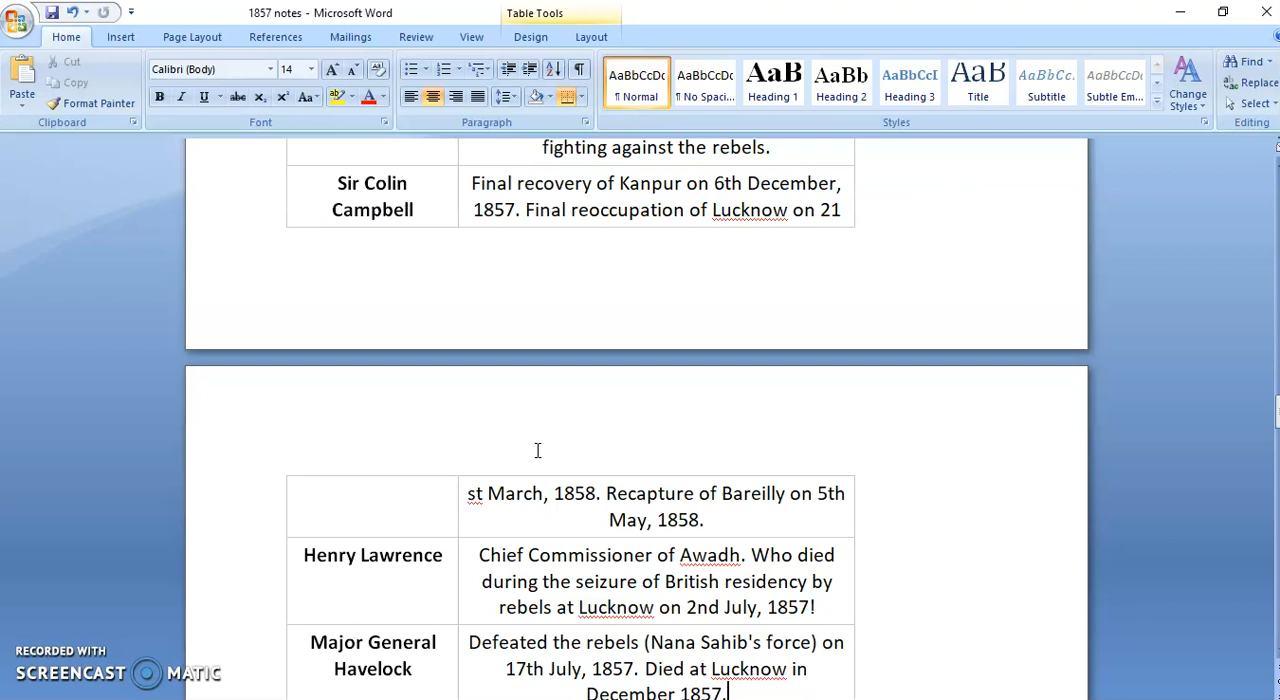 1857 notes - Microsoft Word
Table Tools
Home Insert Page Layout References Mailings Review View Design Layout
Paste
Cut
Copy
Format Painter
Calibri (Body) 14
B I U abc X₂ X² Aa
AaBbCcDc AaBbCcDc AaB AaBb AaBbCcI AaB AaBbCc. AaBbCcDc
¶ Normal ¶ No Spaci... Heading 1 Heading 2 Heading 3 Title Subtitle Subtle Em...
Change
Styles
Find
Replace
Select
Clipboard Font Paragraph Styles Editing
fighting against the rebels.
Sir Colin
Campbell
Final recovery of Kanpur on 6th December,
1857. Final reoccupation of Lucknow on 21
st March, 1858. Recapture of Bareilly on 5th
May, 1858.
Henry Lawrence
Chief Commissioner of Awadh. Who died
during the seizure of British residency by
rebels at Lucknow on 2nd July, 1857!
Major General
Havelock
Defeated the rebels (Nana Sahib's force) on
17th July, 1857. Died at Lucknow in
December 1857.
RECORDED WITH
SCREENCAST MATIC